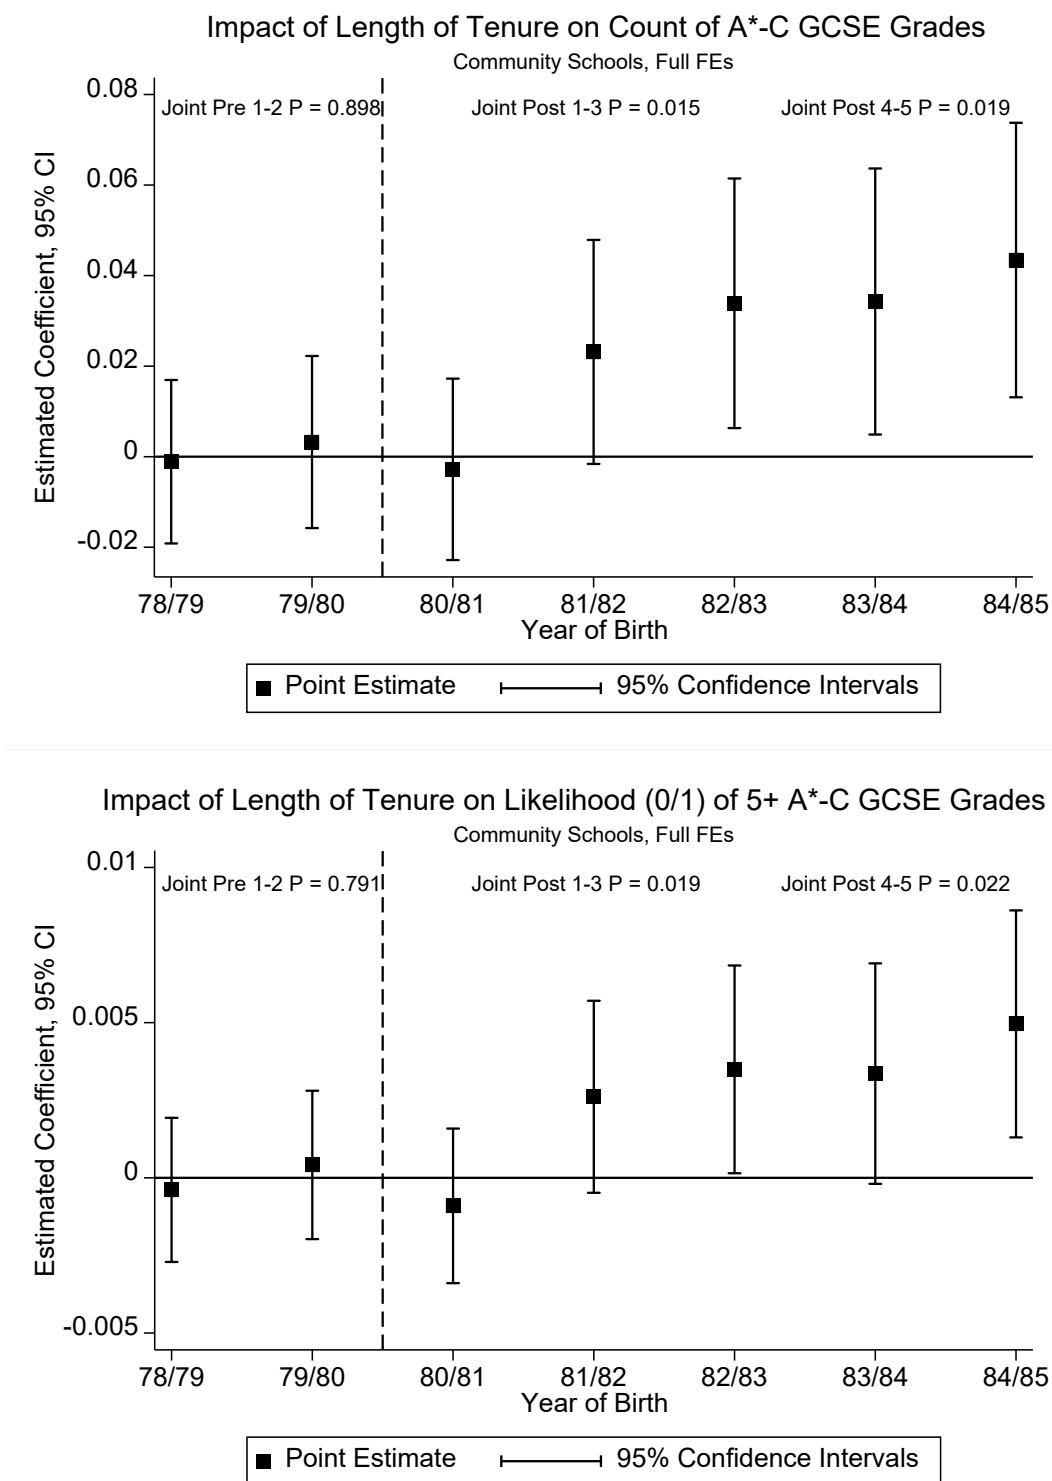 Impact of Length of Tenure on Count of A*-C GCSE Grades
Community Schools, Full FEs
Joint Pre 1-2 P = 0.898
Joint Post 1-3 P = 0.015
Joint Post 4-5 P = 0.019
Estimated Coefficient, 95% CI
0.08
0.06
0.04
0.02
0
-0.02
78/79 79/80 80/81 81/82 82/83 83/84 84/85
Year of Birth
Point Estimate 95% Confidence Intervals
Impact of Length of Tenure on Likelihood (0/1) of 5+ A*-C GCSE Grades
Community Schools, Full FEs
Joint Pre 1-2 P = 0.791
Joint Post 1-3 P = 0.019
Joint Post 4-5 P = 0.022
Estimated Coefficient, 95% CI
0.01
0.005
0
-0.005
78/79 79/80 80/81 81/82 82/83 83/84 84/85
Year of Birth
Point Estimate 95% Confidence Intervals